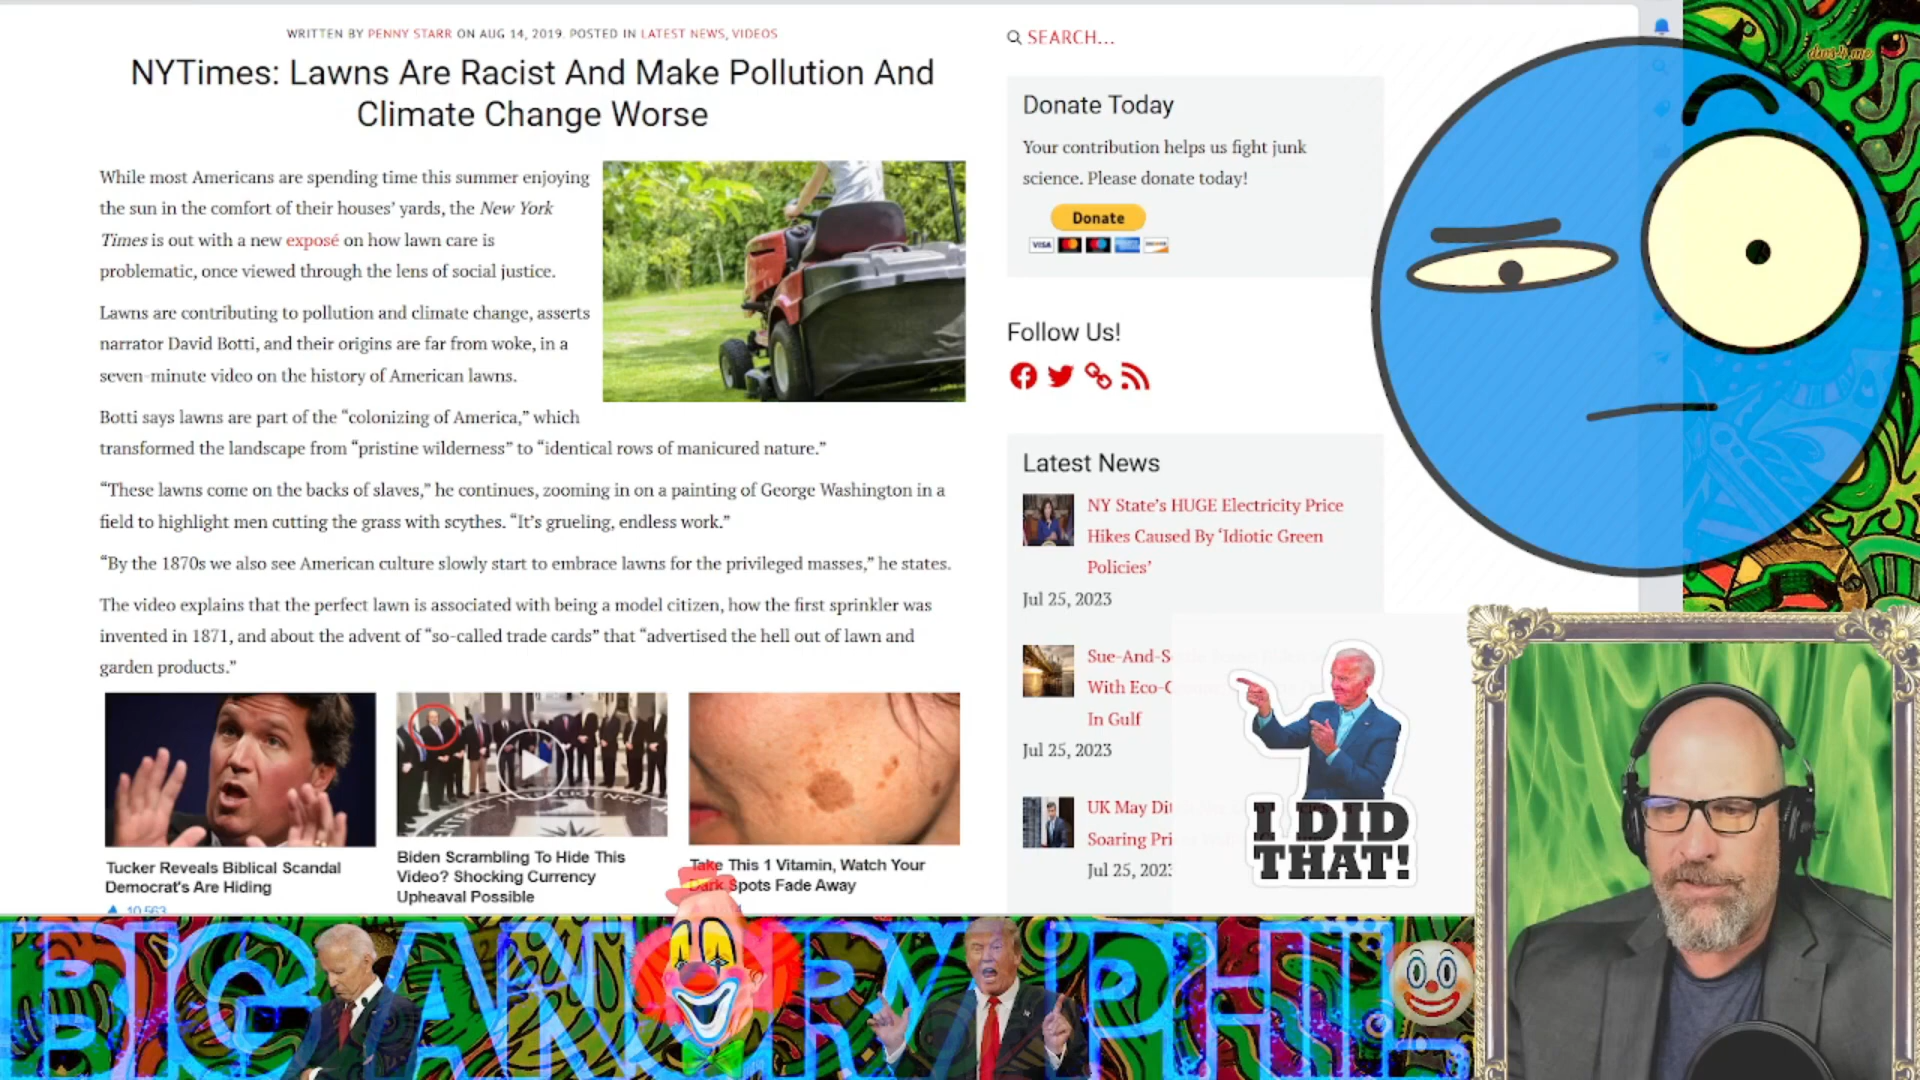 WRITTEN BY PENNY STARR ON AUG 14, 2019. POSTED IN LATEST NEWS, VIDEOS
NYTimes: Lawns Are Racist And Make Pollution And
Climate Change Worse
While most Americans are spending time this summer enjoying
the sun in the comfort of their houses' yards, the New York
Times is out with a new exposé on how lawn care is
problematic, once viewed through the lens of social justice.
Lawns are contributing to pollution and climate change, asserts
narrator David Botti, and their origins are far from woke, in a
seven-minute video on the history of American lawns.
Botti says lawns are part of the “colonizing of America,” which
transformed the landscape from “pristine wilderness” to “identical rows of manicured nature.”
“These lawns come on the backs of slaves,” he continues, zooming in on a painting of George Washington in a
field to highlight men cutting the grass with scythes. “It’s grueling, endless work.”
“By the 1870s we also see American culture slowly start to embrace lawns for the privileged masses,” he states.
The video explains that the perfect lawn is associated with being a model citizen, how the first sprinkler was
invented in 1871, and about the advent of “so-called trade cards” that “advertised the hell out of lawn and
garden products.”
Tucker Reveals Biblical Scandal
Democrat's Are Hiding
10,563
Biden Scrambling To Hide This
Video? Shocking Currency
Upheaval Possible
Take This 1 Vitamin, Watch Your
Dark Spots Fade Away
SEARCH...
Donate Today
Your contribution helps us fight junk
science. Please donate today!
Donate
VISA
Follow Us!
Latest News
NY State’s HUGE Electricity Price
Hikes Caused By ‘Idiotic Green
Policies’
Jul 25, 2023
Sue-And-S
With Eco-G
In Gulf
Jul 25, 2023
UK May Dit
Soaring Pri
Jul 25, 2023
I DID
THAT!
dws4.me
BIG ANGRY PHIL